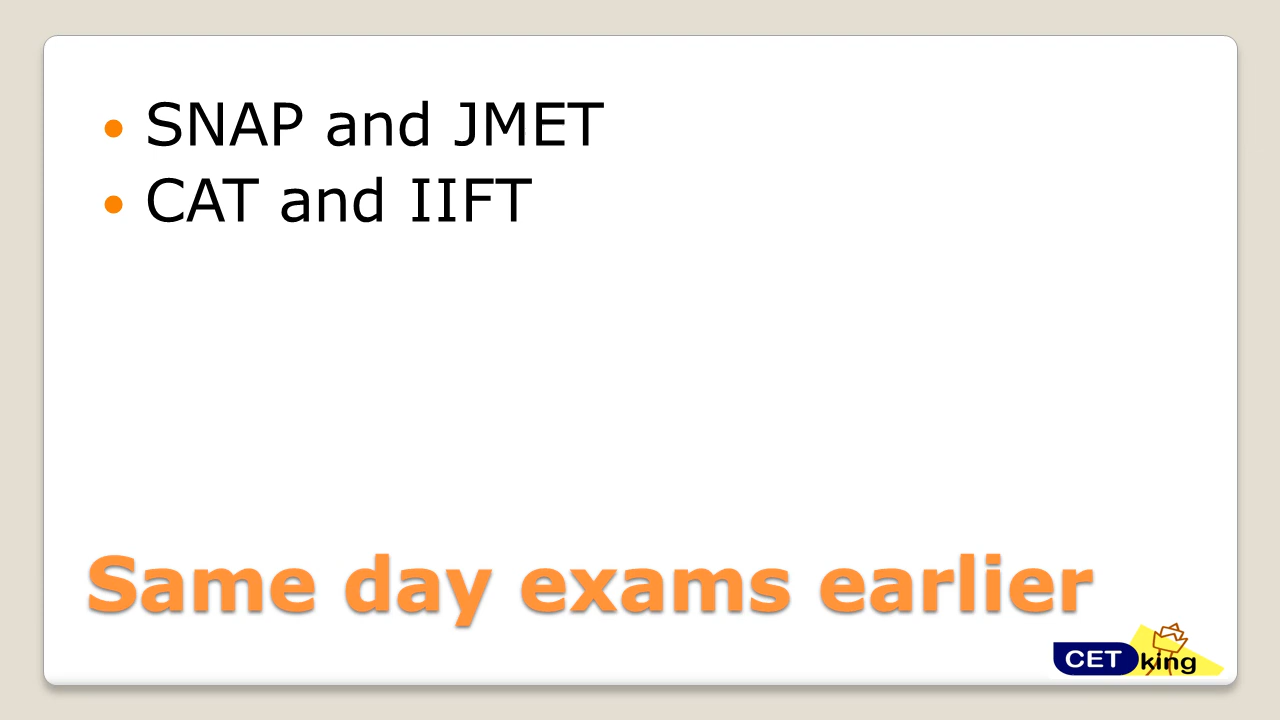 SNAP and JMET
CAT and IIFT
Same day exams earlier
CET king